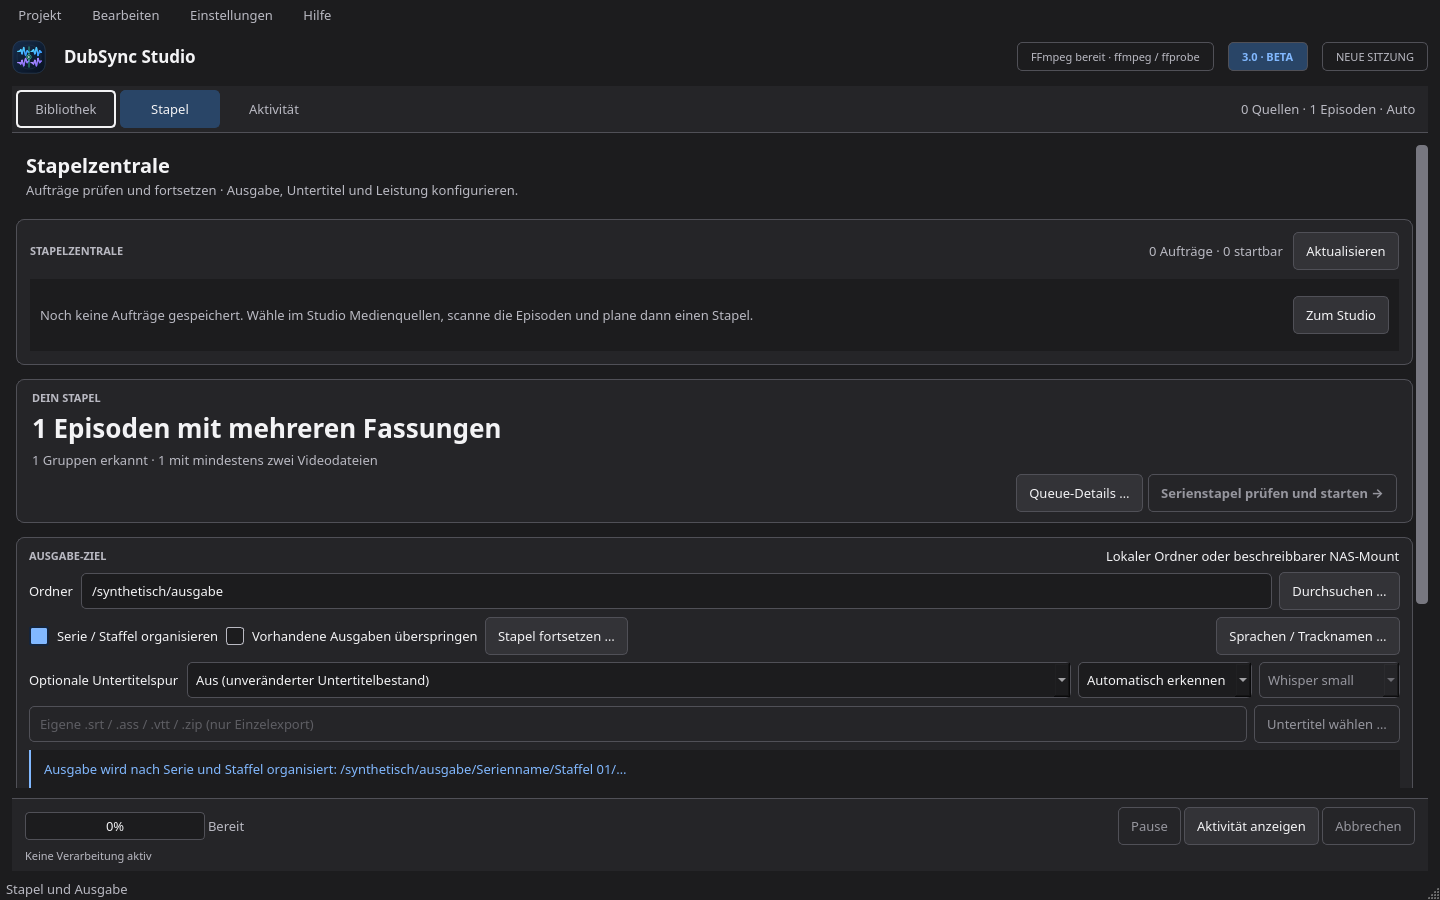 Projekt Bearbeiten Einstellungen Hilfe
DubSync Studio
FFmpeg bereit · ffmpeg / ffprobe
3.0 · BETA
NEUE SITZUNG
Bibliothek Stapel Aktivität
0 Quellen · 1 Episoden · Auto
Stapelzentrale
Aufträge prüfen und fortsetzen · Ausgabe, Untertitel und Leistung konfigurieren.
STAPELZENTRALE
0 Aufträge · 0 startbar
Aktualisieren
Noch keine Aufträge gespeichert. Wähle im Studio Medienquellen, scanne die Episoden und plane dann einen Stapel.
Zum Studio
DEIN STAPEL
1 Episoden mit mehreren Fassungen
1 Gruppen erkannt · 1 mit mindestens zwei Videodateien
Queue-Details ...
Serienstapel prüfen und starten →
AUSGABE-ZIEL
Lokaler Ordner oder beschreibbarer NAS-Mount
Ordner
/synthetisch/ausgabe
Durchsuchen ...
Serie / Staffel organisieren
Vorhandene Ausgaben überspringen
Stapel fortsetzen ...
Sprachen / Tracknamen ...
Optionale Untertitelspur
Aus (unveränderter Untertitelbestand)
Automatisch erkennen
Whisper small
Eigene .srt / .ass / .vtt / .zip (nur Einzelexport)
Untertitel wählen ...
Ausgabe wird nach Serie und Staffel organisiert: /synthetisch/ausgabe/Serienname/Staffel 01/...
0%
Bereit
Pause
Aktivität anzeigen
Abbrechen
Keine Verarbeitung aktiv
Stapel und Ausgabe